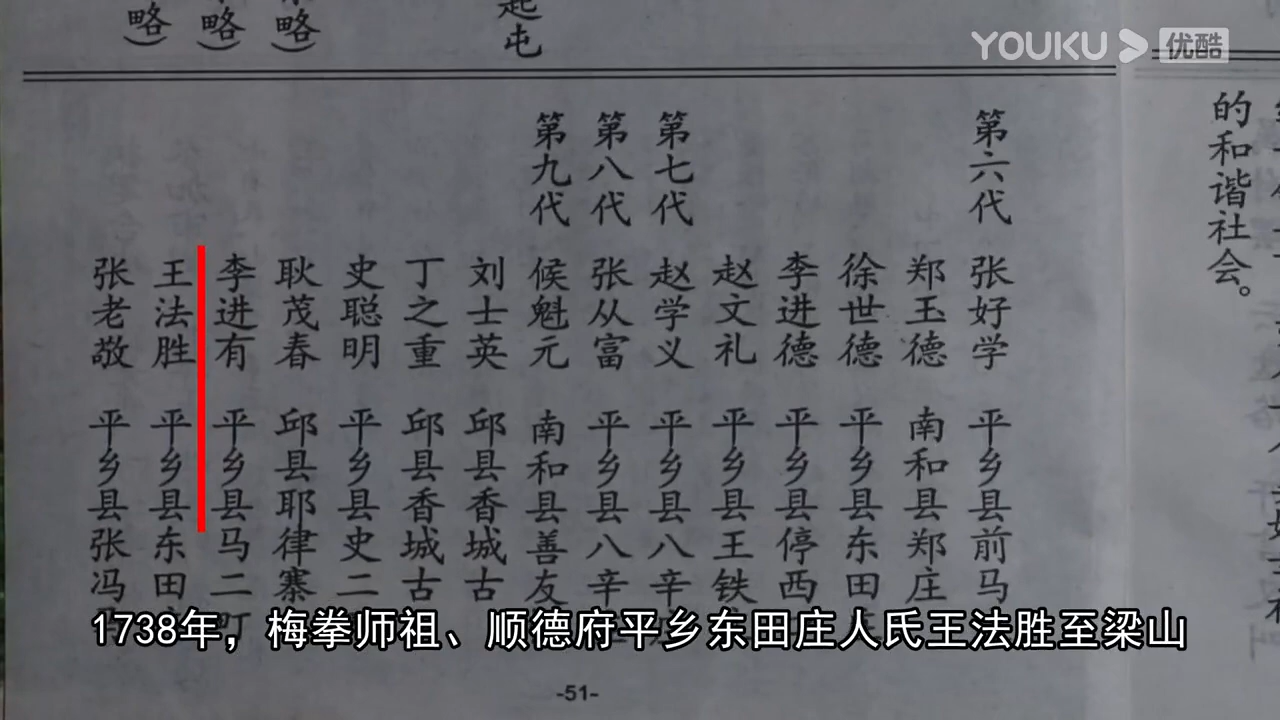 YOUKU 优酷
的和谐社会。
起屯
略）
略）
略）
第六代 张好学 平乡县前马
郑玉德 南和县郑庄
徐世德 平乡县东田
李进德 平乡县停西
赵文礼 平乡县王铁
第七代 赵学义 平乡县八辛
第八代 张从富 平乡县八辛
第九代 候魁元 南和县善友
刘士英 邱县香城古
丁之重 邱县香城古
史聪明 平乡县史二
耿茂春 邱县耶律寨
李进有 平乡县马二町
王法胜 平乡县东田
张老敬 平乡县张冯
1738年，梅拳师祖、顺德府平乡东田庄人氏王法胜至梁山
-51-